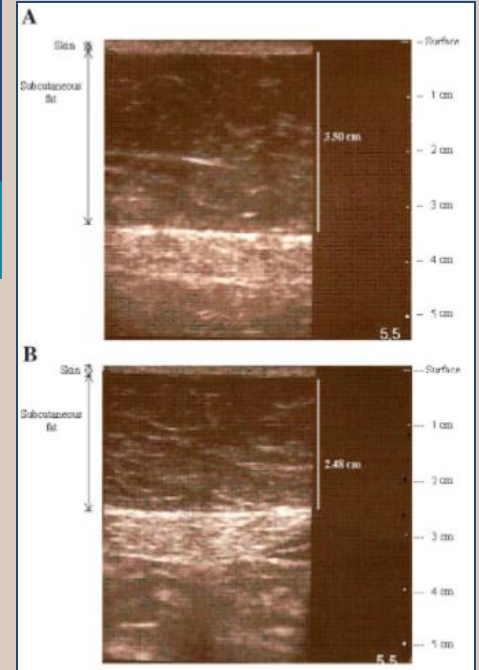 A
Skin
Surface
Subcutaneous
fat
1 cm
3.50 cm
2 cm
3 cm
4 cm
5 cm
5.5
B
Skin
Surface
Subcutaneous
fat
1 cm
2.48 cm
2 cm
3 cm
4 cm
5 cm
5.5